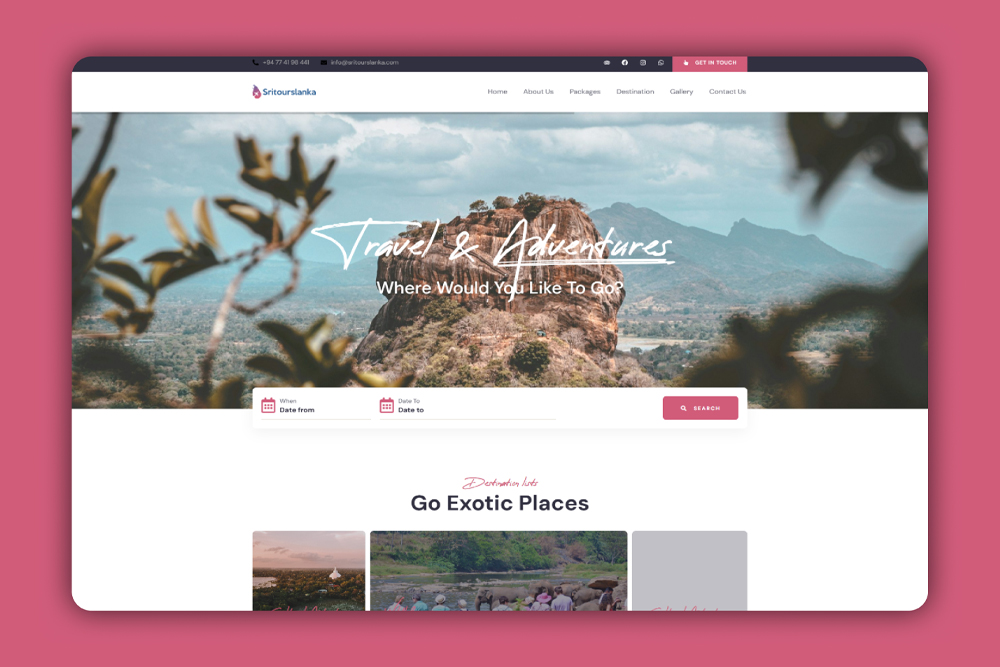 +94 77 41 96 441
info@sritourslanka.com
GET IN TOUCH
Sritourslanka
Home About Us Packages Destination Gallery Contact Us
Travel & Adventures
Where Would You Like To Go?
When
Date from
Date To
Date to
SEARCH
Destination lists
Go Exotic Places